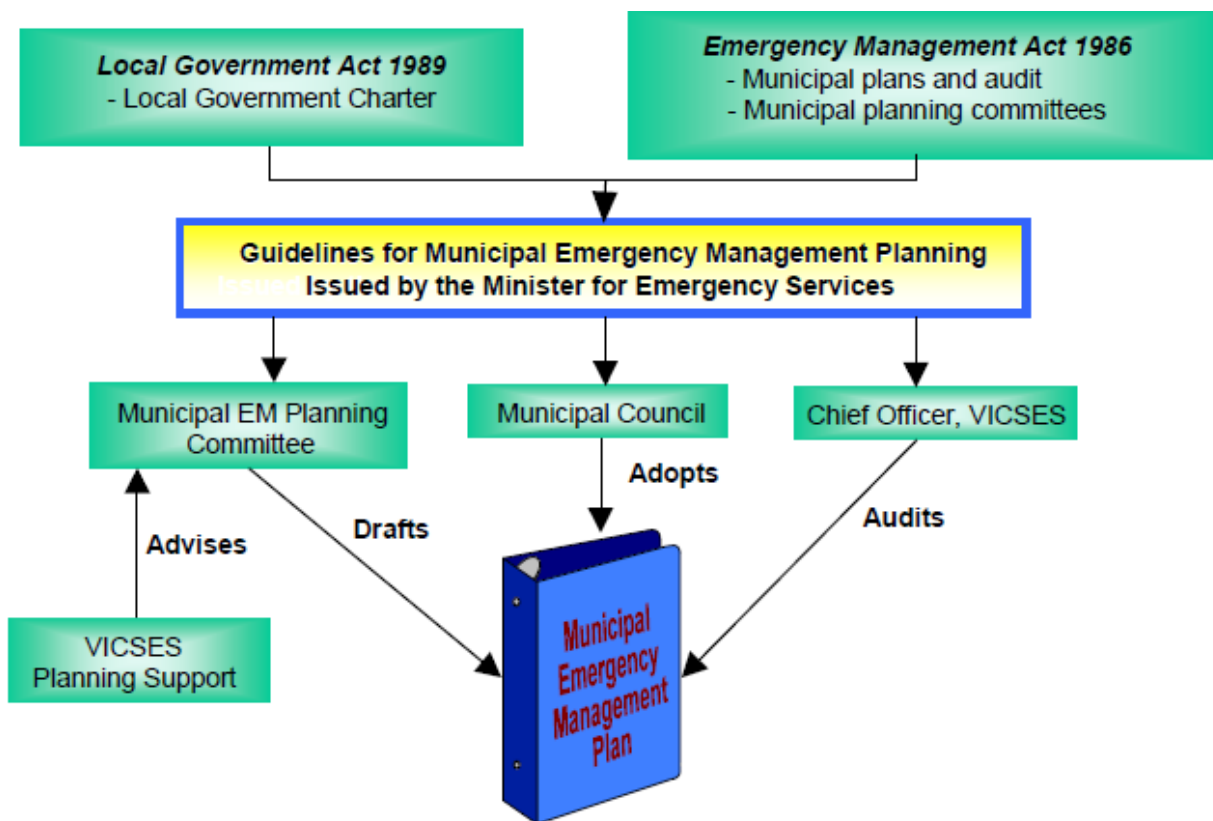 Local Government Act 1989
- Local Government Charter
Emergency Management Act 1986
- Municipal plans and audit
- Municipal planning committees
Guidelines for Municipal Emergency Management Planning
Issued Issued by the Minister for Emergency Services
Municipal EM Planning
Committee
Municipal Council
Chief Officer, VICSES
Advises
Drafts
Adopts
Audits
VICSES
Planning Support
Municipal
Emergency
Management
Plan